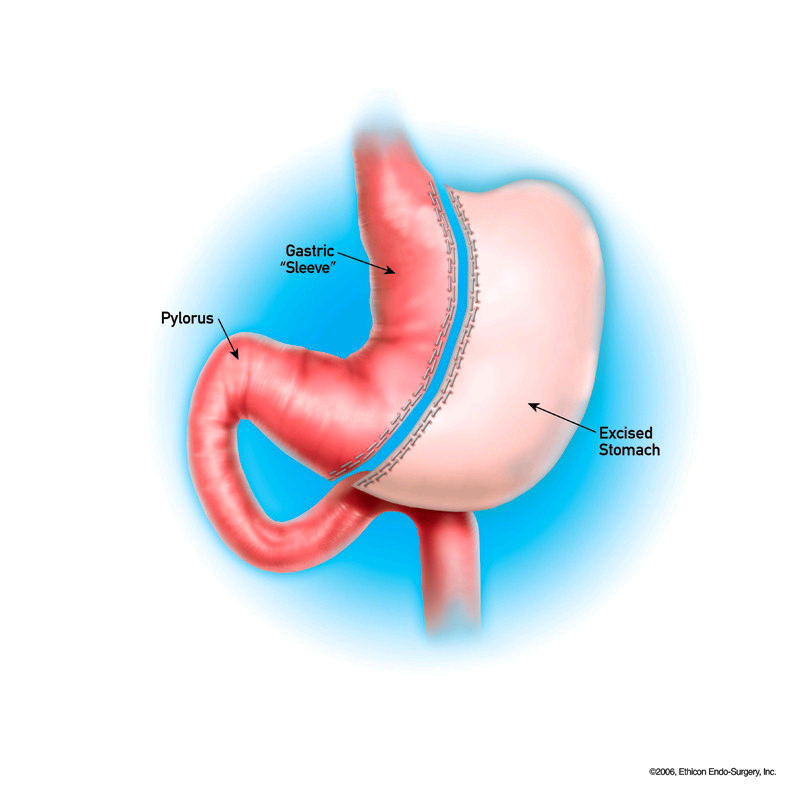 Gastric
“Sleeve”
Pylorus
Excised
Stomach
©2006, Ethicon Endo-Surgery, Inc.